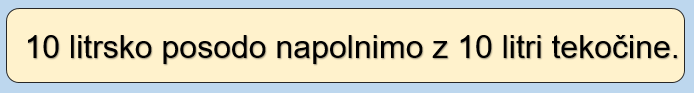 10 litrsko posodo napolnimo z 10 litri tekočine.